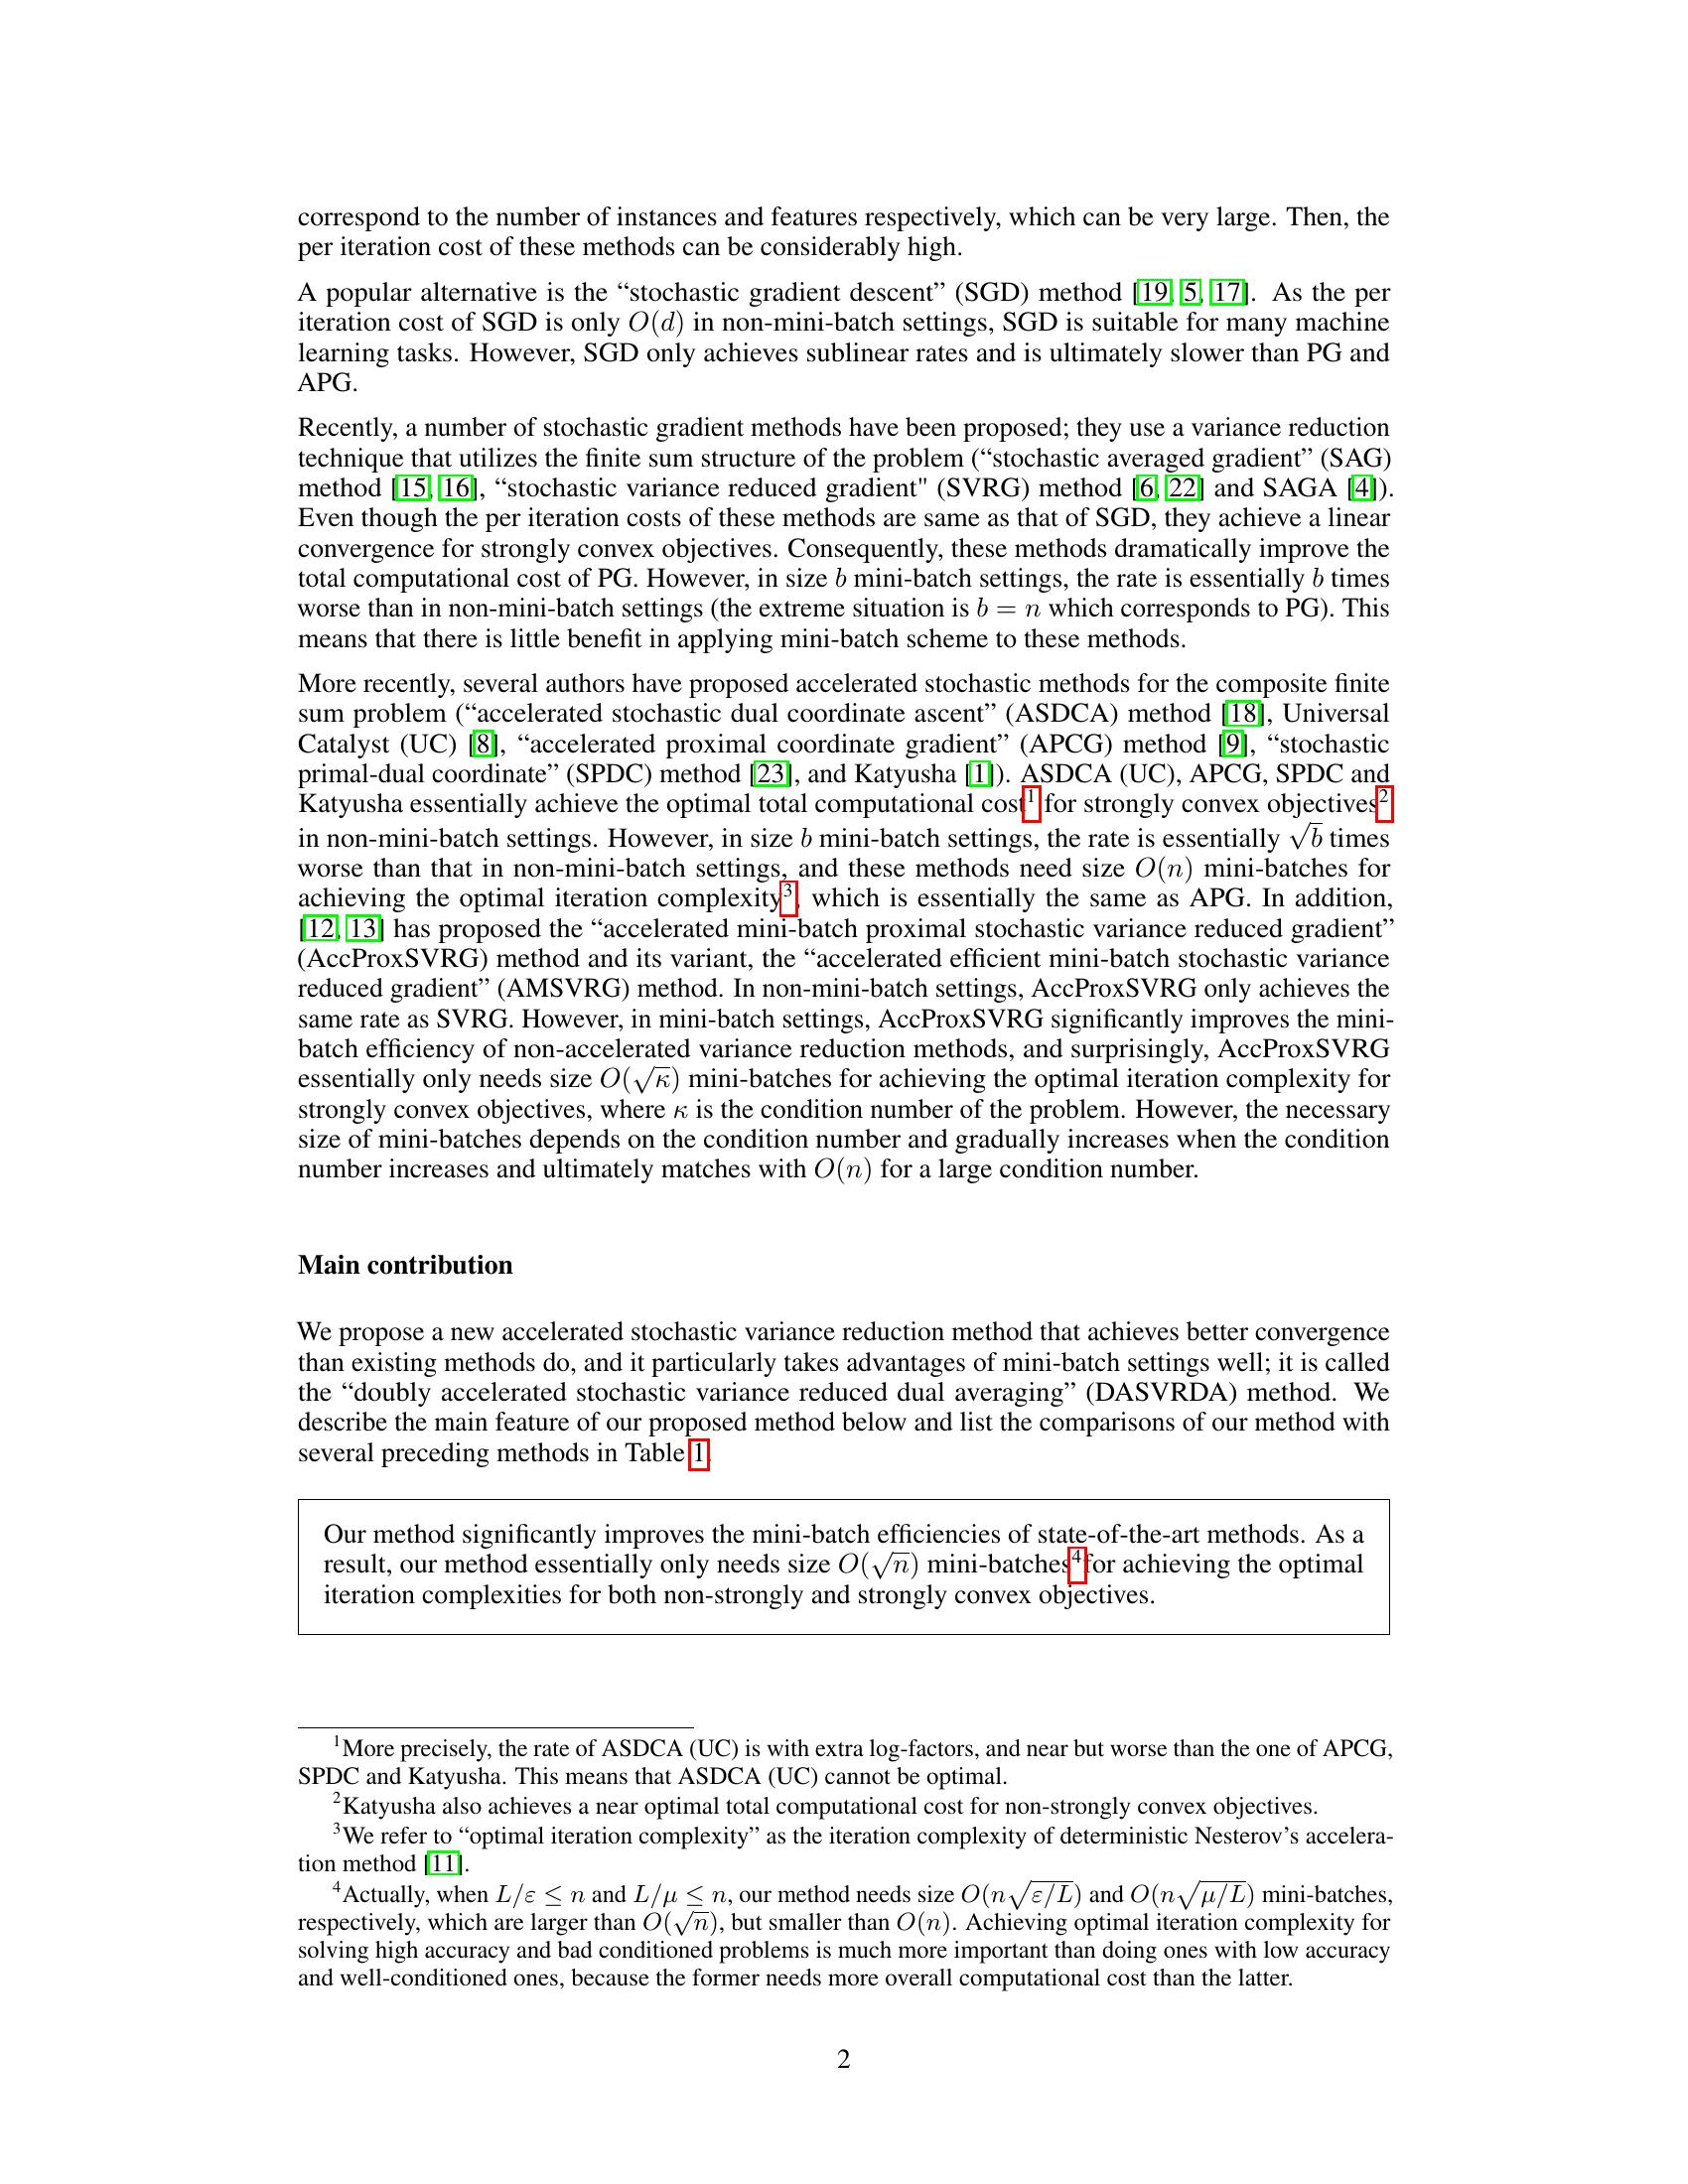 correspond to the number of instances and features respectively, which can be very large. Then, the
per iteration cost of these methods can be considerably high.
A popular alternative is the “stochastic gradient descent” (SGD) method [19, 5, 17]. As the per
iteration cost of SGD is only O(d) in non-mini-batch settings, SGD is suitable for many machine
learning tasks. However, SGD only achieves sublinear rates and is ultimately slower than PG and
APG.
Recently, a number of stochastic gradient methods have been proposed; they use a variance reduction
technique that utilizes the finite sum structure of the problem (“stochastic averaged gradient” (SAG)
method [15, 16], “stochastic variance reduced gradient" (SVRG) method [6, 22] and SAGA [4]).
Even though the per iteration costs of these methods are same as that of SGD, they achieve a linear
convergence for strongly convex objectives. Consequently, these methods dramatically improve the
total computational cost of PG. However, in size b mini-batch settings, the rate is essentially b times
worse than in non-mini-batch settings (the extreme situation is b = n which corresponds to PG). This
means that there is little benefit in applying mini-batch scheme to these methods.
More recently, several authors have proposed accelerated stochastic methods for the composite finite
sum problem (“accelerated stochastic dual coordinate ascent” (ASDCA) method [18], Universal
Catalyst (UC) [8], “accelerated proximal coordinate gradient” (APCG) method [9], “stochastic
primal-dual coordinate” (SPDC) method [23], and Katyusha [1]). ASDCA (UC), APCG, SPDC and
Katyusha essentially achieve the optimal total computational cost¹ for strongly convex objectives²
in non-mini-batch settings. However, in size b mini-batch settings, the rate is essentially √b times
worse than that in non-mini-batch settings, and these methods need size O(n) mini-batches for
achieving the optimal iteration complexity³, which is essentially the same as APG. In addition,
[12, 13] has proposed the “accelerated mini-batch proximal stochastic variance reduced gradient”
(AccProxSVRG) method and its variant, the “accelerated efficient mini-batch stochastic variance
reduced gradient” (AMSVRG) method. In non-mini-batch settings, AccProxSVRG only achieves the
same rate as SVRG. However, in mini-batch settings, AccProxSVRG significantly improves the mini-
batch efficiency of non-accelerated variance reduction methods, and surprisingly, AccProxSVRG
essentially only needs size O(√κ) mini-batches for achieving the optimal iteration complexity for
strongly convex objectives, where κ is the condition number of the problem. However, the necessary
size of mini-batches depends on the condition number and gradually increases when the condition
number increases and ultimately matches with O(n) for a large condition number.
Main contribution
We propose a new accelerated stochastic variance reduction method that achieves better convergence
than existing methods do, and it particularly takes advantages of mini-batch settings well; it is called
the “doubly accelerated stochastic variance reduced dual averaging” (DASVRDA) method. We
describe the main feature of our proposed method below and list the comparisons of our method with
several preceding methods in Table 1.
Our method significantly improves the mini-batch efficiencies of state-of-the-art methods. As a
result, our method essentially only needs size O(√n) mini-batches⁴ for achieving the optimal
iteration complexities for both non-strongly and strongly convex objectives.
¹More precisely, the rate of ASDCA (UC) is with extra log-factors, and near but worse than the one of APCG,
SPDC and Katyusha. This means that ASDCA (UC) cannot be optimal.
²Katyusha also achieves a near optimal total computational cost for non-strongly convex objectives.
³We refer to “optimal iteration complexity” as the iteration complexity of deterministic Nesterov's accelera-
tion method [11].
⁴Actually, when L/ε ≤ n and L/μ ≤ n, our method needs size O(n√(ε/L)) and O(n√(μ/L)) mini-batches,
respectively, which are larger than O(√n), but smaller than O(n). Achieving optimal iteration complexity for
solving high accuracy and bad conditioned problems is much more important than doing ones with low accuracy
and well-conditioned ones, because the former needs more overall computational cost than the latter.
2